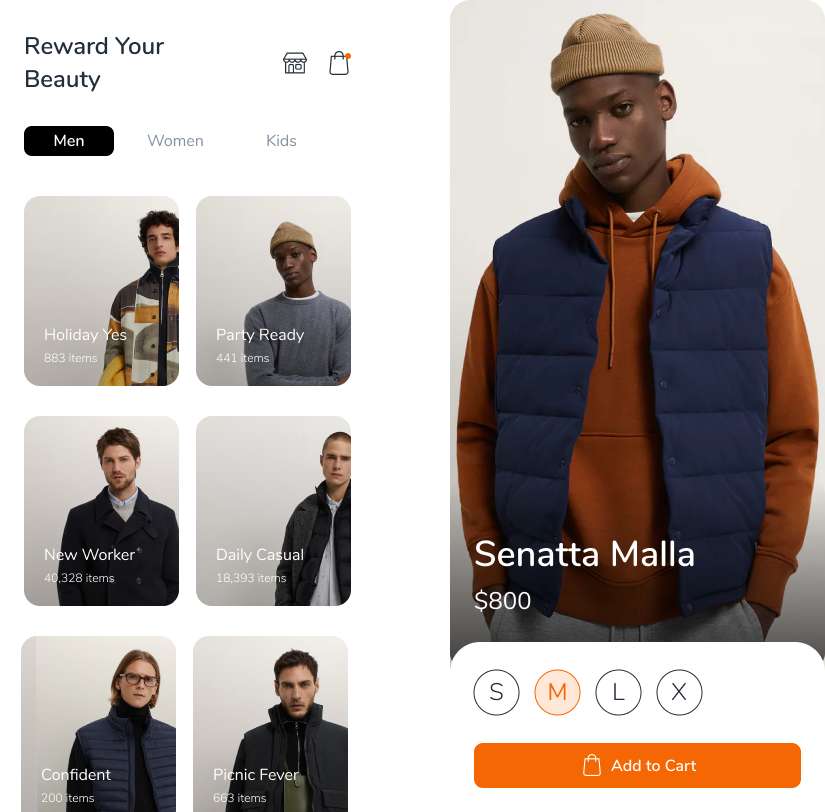 Reward Your
Beauty
Men
Women
Kids
Holiday Yes
883 items
Party Ready
441 items
New Worker
40,328 items
Daily Casual
18,393 items
Confident
200 items
Picnic Fever
663 items
Senatta Malla
$800
S
M
L
X
Add to Cart